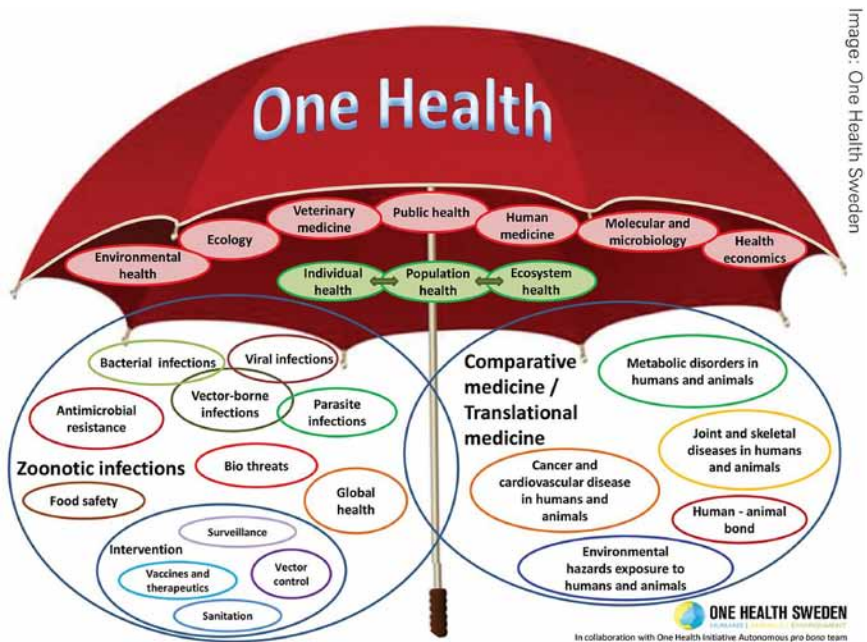 Image: One Health Sweden
One Health
Environmental
health
Ecology
Veterinary
medicine
Public health
Human
medicine
Molecular and
microbiology
Health
economics
Individual
health
Population
health
Ecosystem
health
Bacterial infections
Viral infections
Vector-borne
infections
Antimicrobial
resistance
Parasite
infections
Zoonotic infections
Bio threats
Food safety
Global
health
Intervention
Surveillance
Vaccines and
therapeutics
Vector
control
Sanitation
Comparative
medicine /
Translational
medicine
Metabolic disorders in
humans and animals
Joint and skeletal
diseases in humans
and animals
Cancer and
cardiovascular disease
in humans and
animals
Human - animal
bond
Environmental
hazards exposure to
humans and animals
ONE HEALTH SWEDEN
In collaboration with One Health Initiative Autonomous pro bono team